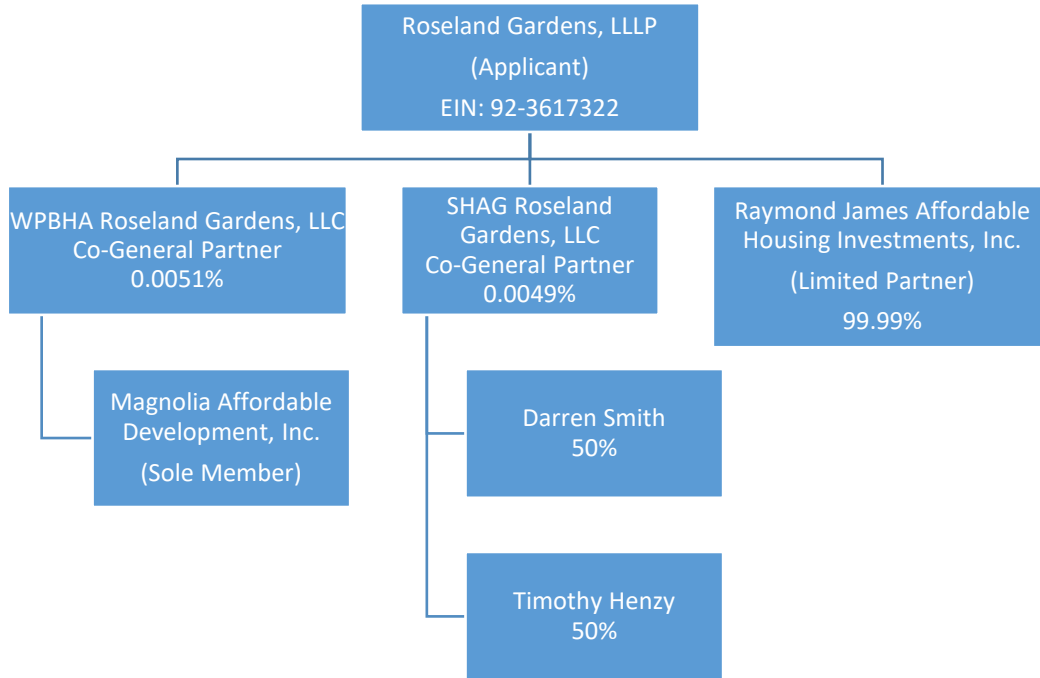 Roseland Gardens, LLLP
(Applicant)
EIN: 92-3617322
WPBHA Roseland Gardens, LLC
Co-General Partner
0.0051%
SHAG Roseland
Gardens, LLC
Co-General Partner
0.0049%
Raymond James Affordable
Housing Investments, Inc.
(Limited Partner)
99.99%
Magnolia Affordable
Development, Inc.
(Sole Member)
Darren Smith
50%
Timothy Henzy
50%